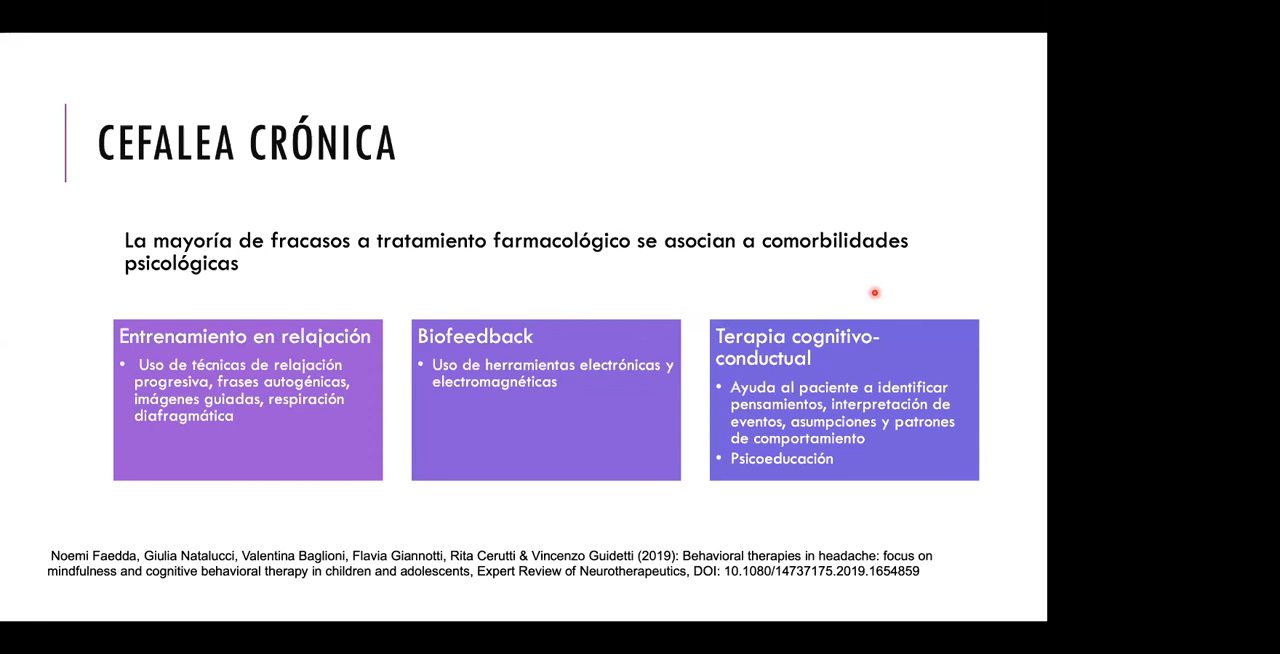 CEFALEA CRÓNICA
La mayoría de fracasos a tratamiento farmacológico se asocian a comorbilidades
psicológicas
Entrenamiento en relajación
• Uso de técnicas de relajación
progresiva, frases autogénicas,
imágenes guiadas, respiración
diafragmática
Biofeedback
• Uso de herramientas electrónicas y
electromagnéticas
Terapia cognitivo-
conductual
• Ayuda al paciente a identificar
pensamientos, interpretación de
eventos, asumpciones y patrones
de comportamiento
• Psicoeducación
Noemi Faedda, Giulia Natalucci, Valentina Baglioni, Flavia Giannotti, Rita Cerutti & Vincenzo Guidetti (2019): Behavioral therapies in headache: focus on
mindfulness and cognitive behavioral therapy in children and adolescents, Expert Review of Neurotherapeutics, DOI: 10.1080/14737175.2019.1654859